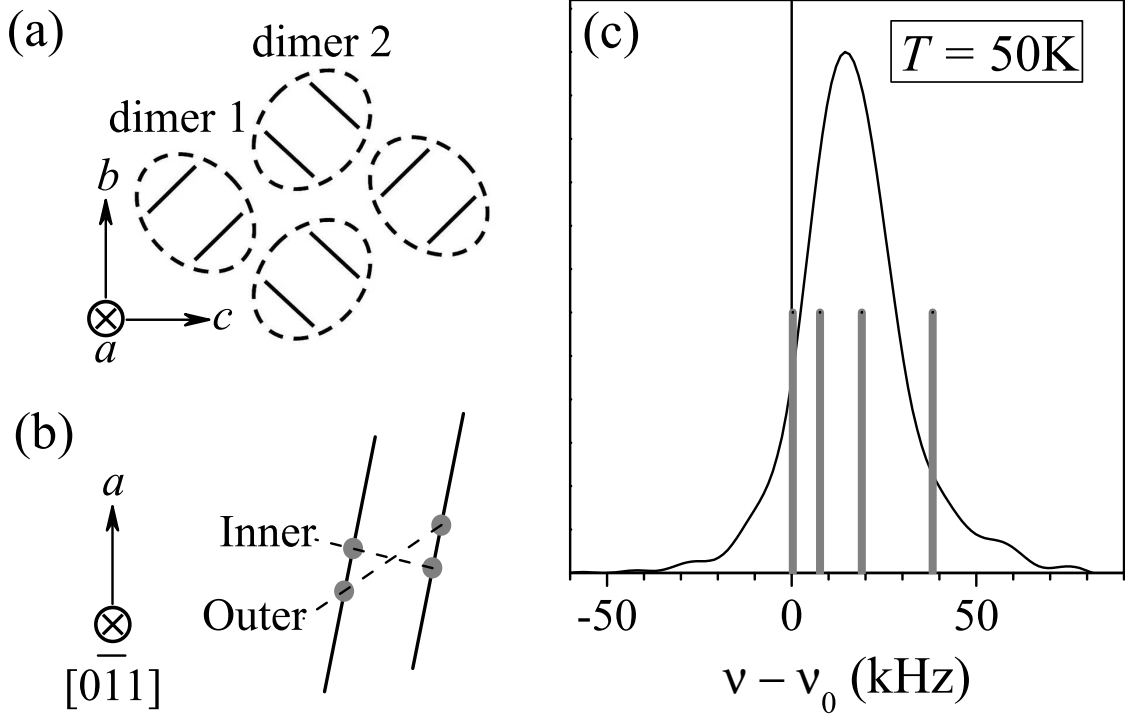 (a)
dimer 2
dimer 1
b
c
a
(b)
a
Inner
Outer
[01̅1]
(c)
T = 50K
-50
0
50
ν – ν₀ (kHz)